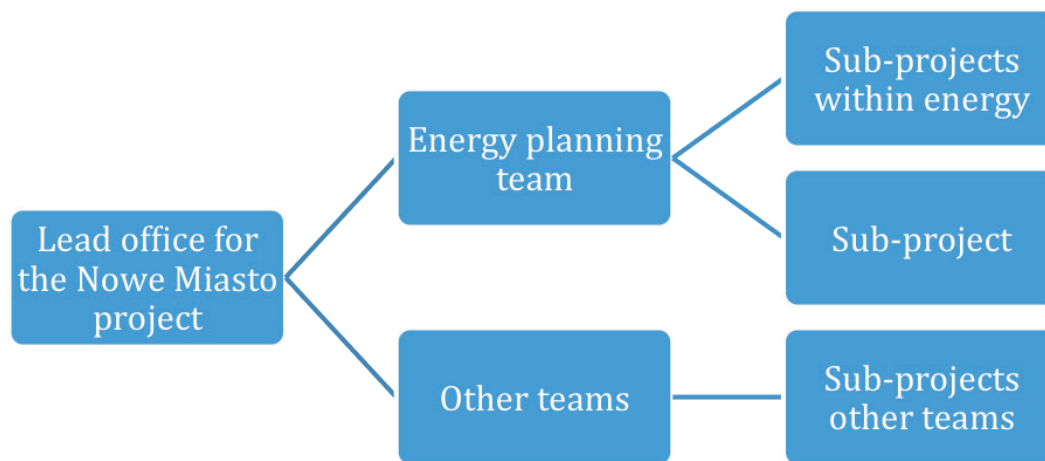 Lead office for
the Nowe Miasto
project
Energy planning
team
Other teams
Sub-projects
within energy
Sub-project
Sub-projects
other teams